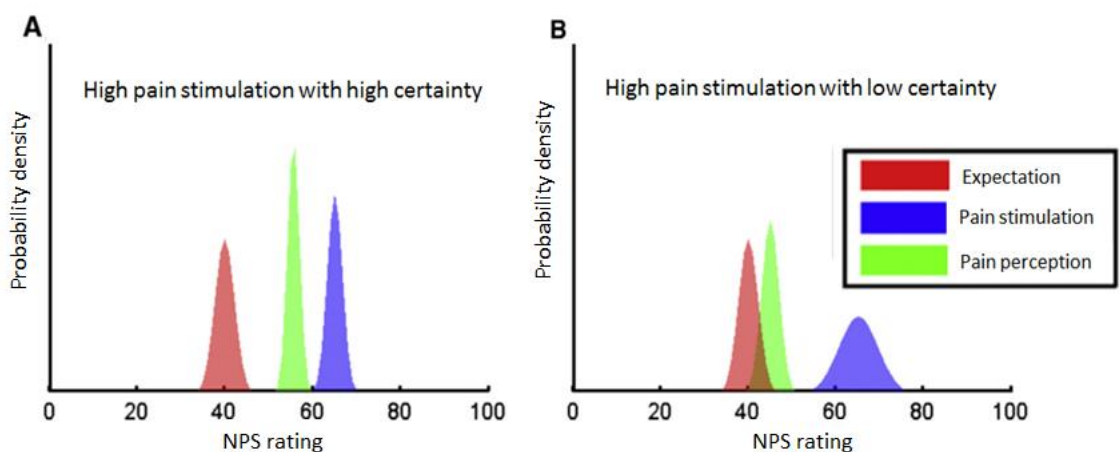 A
High pain stimulation with high certainty
Probability density
0 20 40 60 80 100
NPS rating
B
High pain stimulation with low certainty
Probability density
Expectation
Pain stimulation
Pain perception
0 20 40 60 80 100
NPS rating